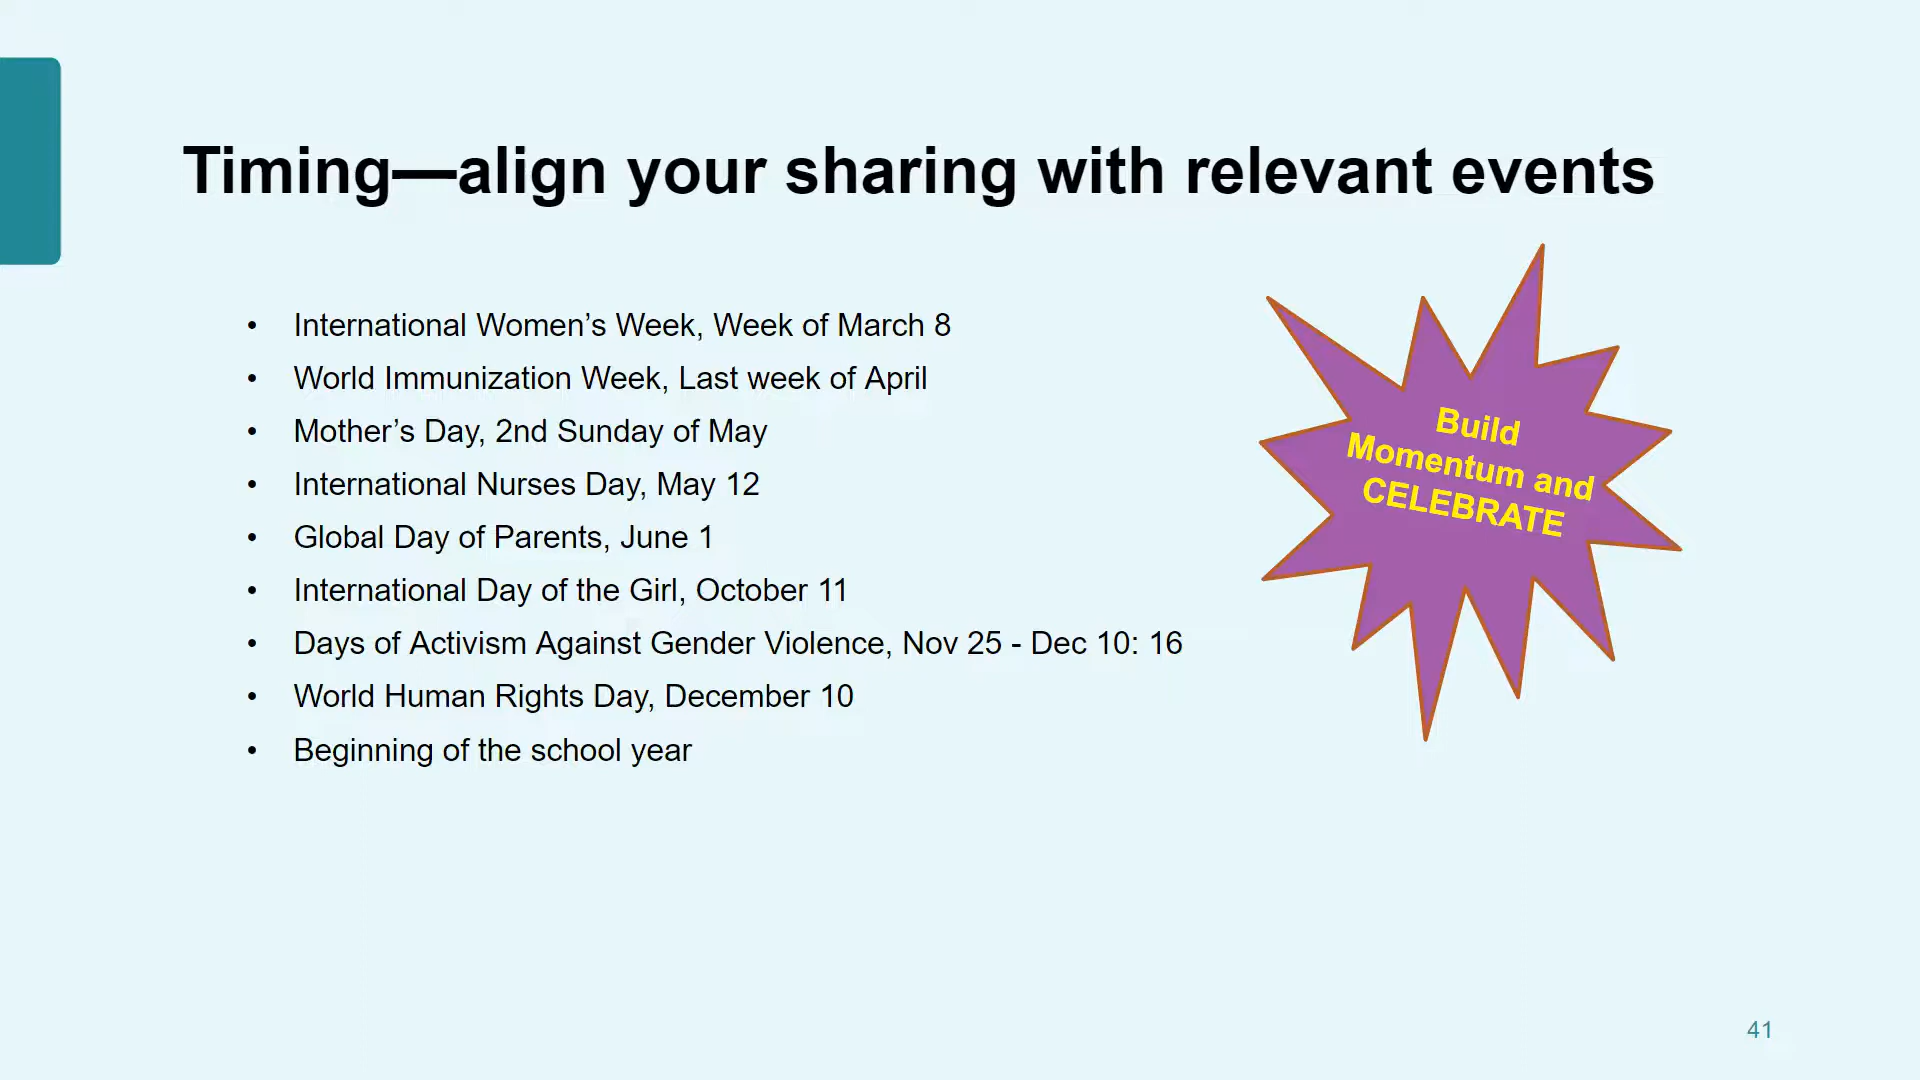 Timing—align your sharing with relevant events
• International Women’s Week, Week of March 8
• World Immunization Week, Last week of April
• Mother’s Day, 2nd Sunday of May
• International Nurses Day, May 12
• Global Day of Parents, June 1
• International Day of the Girl, October 11
• Days of Activism Against Gender Violence, Nov 25 - Dec 10: 16
• World Human Rights Day, December 10
• Beginning of the school year
Build
Momentum and
CELEBRATE
41